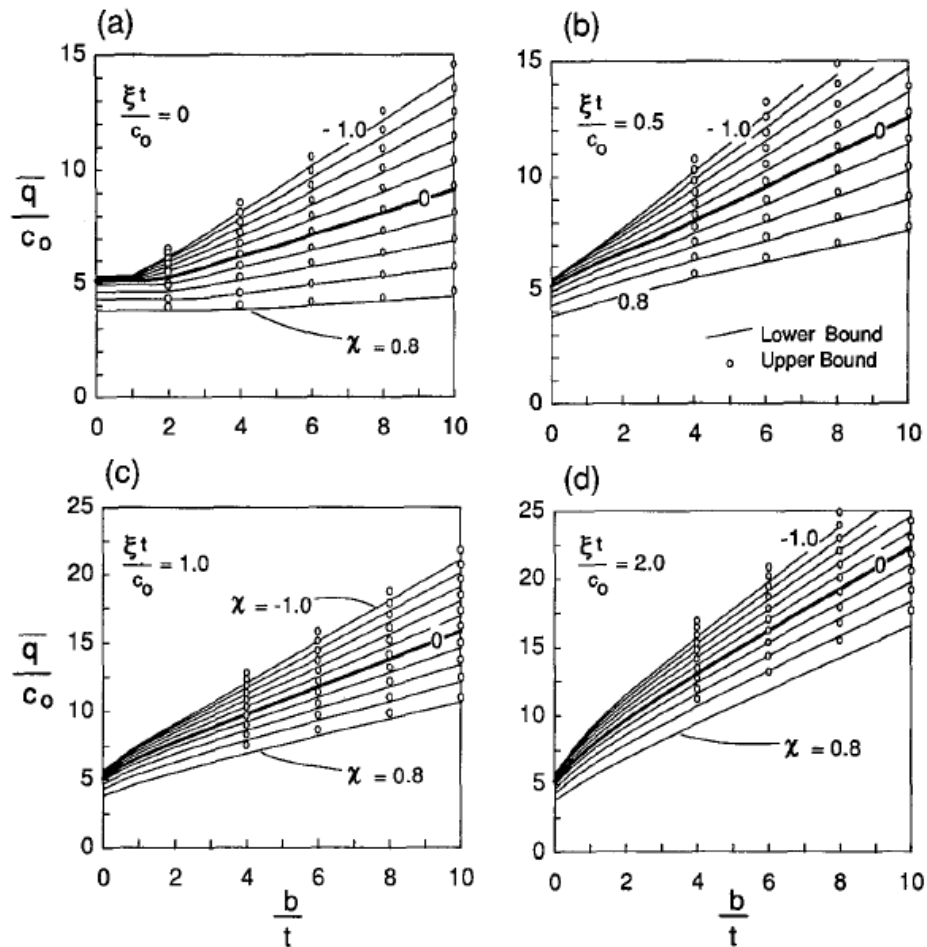 (a)
15
10
5
0
0 2 4 6 8 10
ξt/c₀ = 0
- 1.0
0
χ = 0.8
q̅/c₀
(b)
15
10
5
0
0 2 4 6 8 10
ξt/c₀ = 0.5
- 1.0
0
0.8
Lower Bound
Upper Bound
(c)
25
20
15
10
5
0
0 2 4 6 8 10
ξt/c₀ = 1.0
χ = -1.0
0
χ = 0.8
q̅/c₀
b/t
(d)
25
20
15
10
5
0
0 2 4 6 8 10
ξt/c₀ = 2.0
-1.0
0
χ = 0.8
b/t